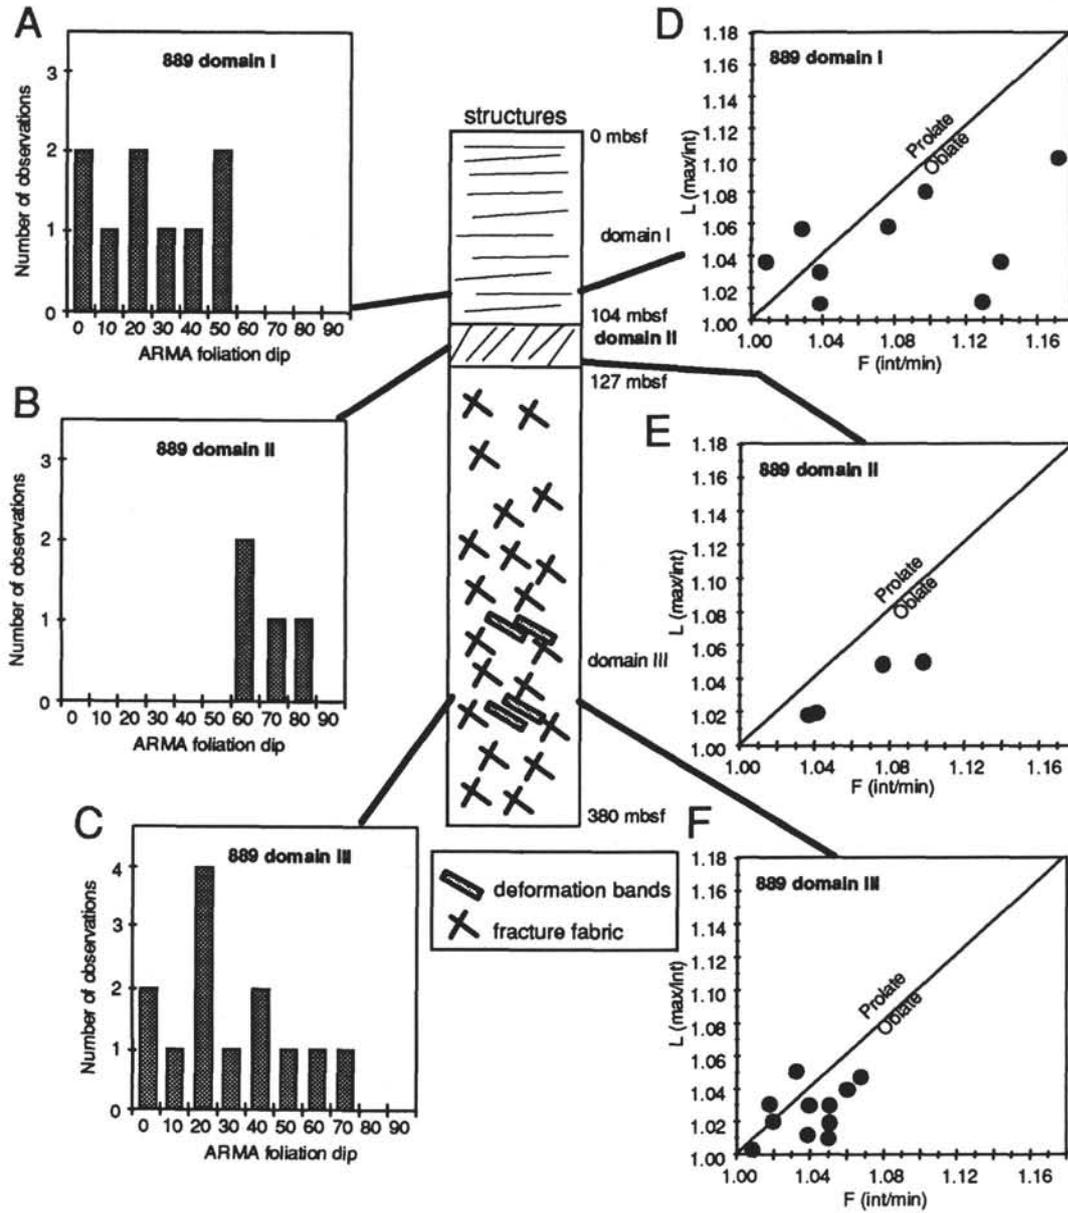 A
889 domain I
Number of observations
3
2
1
0
0 10 20 30 40 50 60 70 80 90
ARMA foliation dip
B
889 domain II
Number of observations
3
2
1
0
0 10 20 30 40 50 60 70 80 90
ARMA foliation dip
C
889 domain III
Number of observations
4
3
2
1
0
0 10 20 30 40 50 60 70 80 90
ARMA foliation dip
structures
0 mbsf
domain I
104 mbsf
domain II
127 mbsf
domain III
380 mbsf
deformation bands
fracture fabric
D
889 domain I
L (max/int)
1.18
1.16
1.14
1.12
1.10
1.08
1.06
1.04
1.02
1.00
Prolate
Oblate
1.00 1.04 1.08 1.12 1.16
F (int/min)
E
889 domain II
L (max/int)
1.18
1.16
1.14
1.12
1.10
1.08
1.06
1.04
1.02
1.00
Prolate
Oblate
1.00 1.04 1.08 1.12 1.16
F (int/min)
F
889 domain III
L (max/int)
1.18
1.16
1.14
1.12
1.10
1.08
1.06
1.04
1.02
1.00
Prolate
Oblate
1.00 1.04 1.08 1.12 1.16
F (int/min)